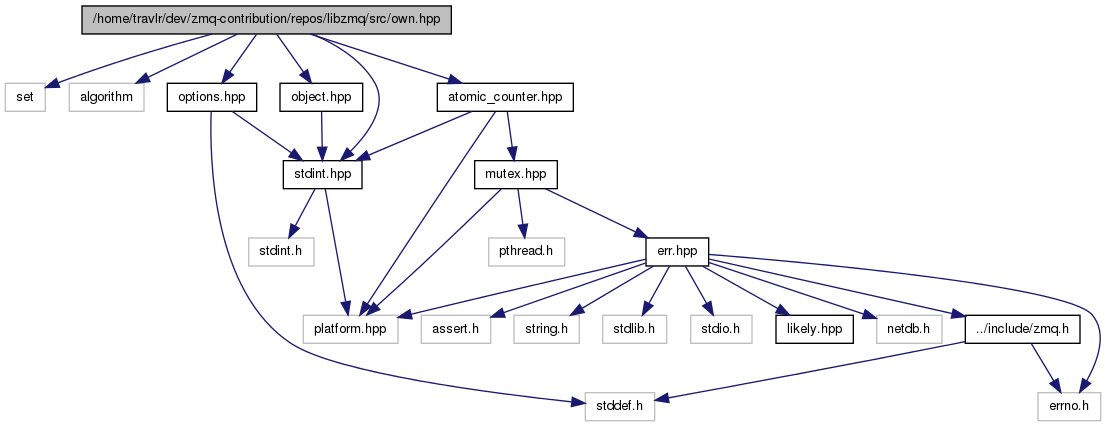 /home/travlr/dev/zmq-contribution/repos/libzmq/src/own.hpp
set
algorithm
options.hpp
object.hpp
atomic_counter.hpp
stdint.hpp
mutex.hpp
stdint.h
pthread.h
err.hpp
platform.hpp
assert.h
string.h
stdlib.h
stdio.h
likely.hpp
netdb.h
../include/zmq.h
stddef.h
errno.h